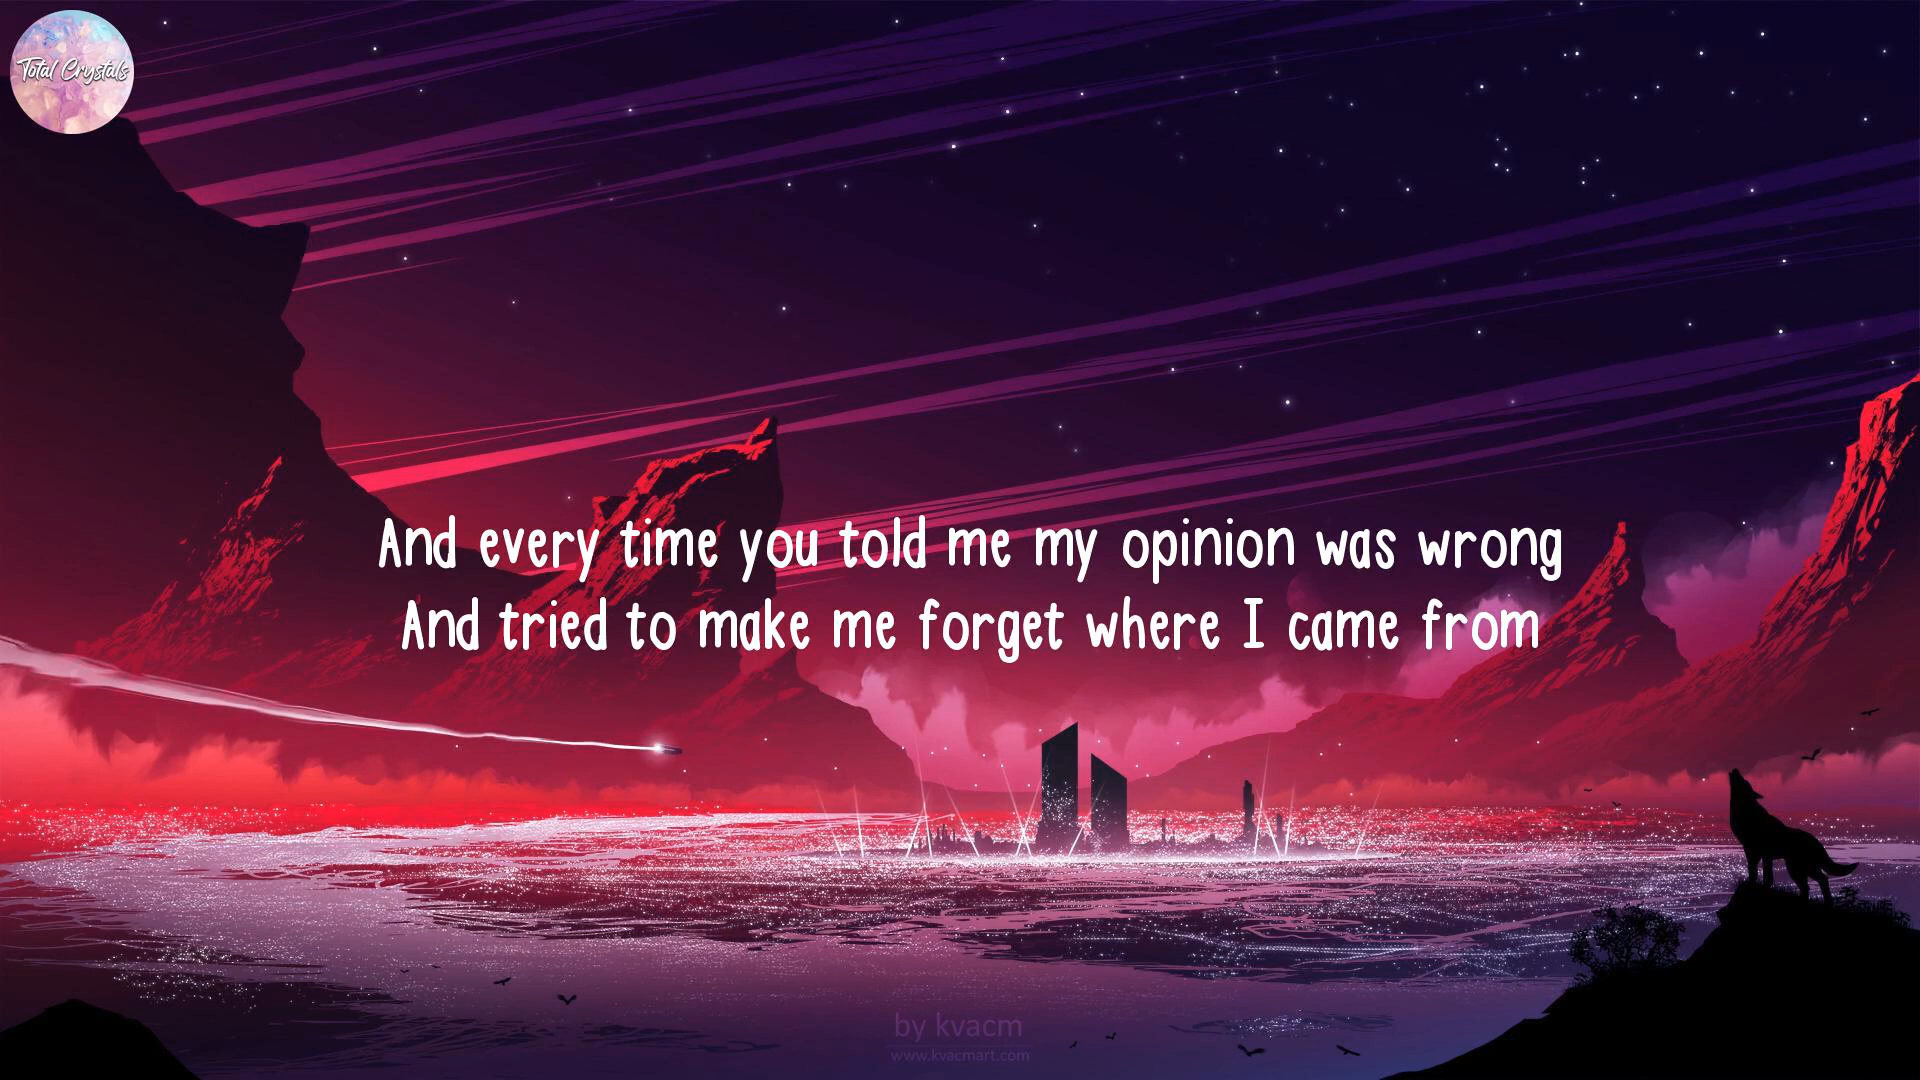 Total Crystals
And every time you told me my opinion was wrong
And tried to make me forget where I came from
by kvacm
www.kvacmart.com